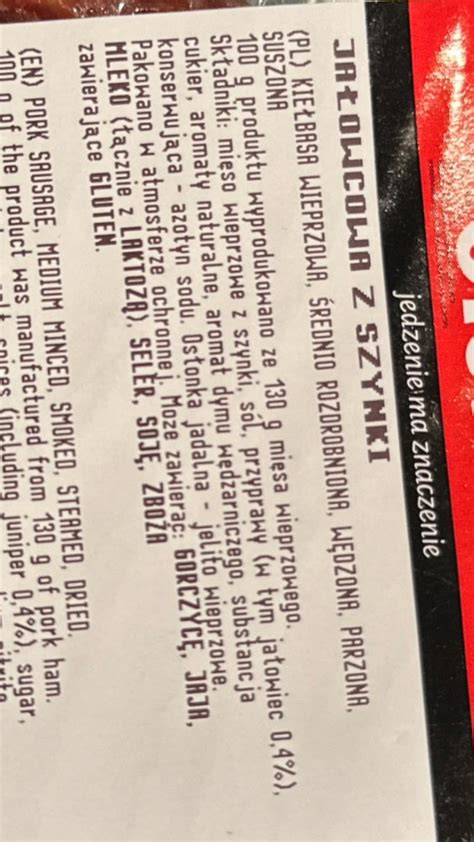 jedzenie ma znaczenie
JAŁOWCOWA Z SZYNKI
(PL) KIEŁBASA WIEPRZOWA, ŚREDNIO ROZDROBNIONA, WĘDZONA, PARZONA,
SUSZONA
100 g produktu wyprodukowano ze 130 g mięsa wieprzowego.
Składniki: mięso wieprzowe z szynki, sól, przyprawy (w tym jałowiec 0,4%),
cukier, aromaty naturalne, aromat dymu wędzarniczego, substancja
konserwująca - azotyn sodu. Osłonka jadalna - jelito wieprzowe.
Pakowano w atmosferze ochronnej. Może zawierać: GORCZYCĘ, JAJA,
MLEKO (łącznie z LAKTOZĄ), SELER, SOJĘ, ZBOŻA
zawierające GLUTEN.
(EN) PORK SAUSAGE, MEDIUM MINCED, SMOKED, STEAMED, DRIED.
100 g of the product was manufactured from 130 g of pork ham.
spices (including juniper 0,4%), sugar,